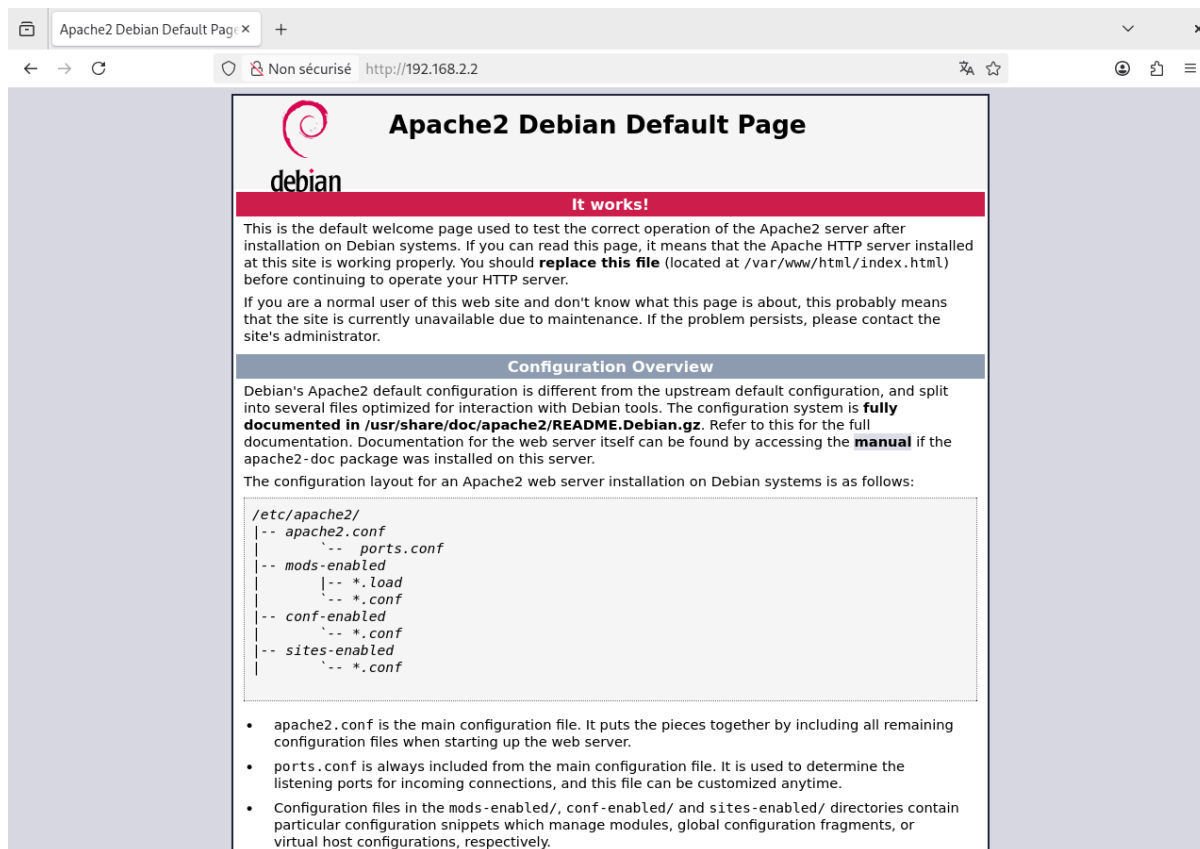 Apache2 Debian Default Page
Non sécurisé http://192.168.2.2
debian
Apache2 Debian Default Page
It works!
This is the default welcome page used to test the correct operation of the Apache2 server after
installation on Debian systems. If you can read this page, it means that the Apache HTTP server installed
at this site is working properly. You should replace this file (located at /var/www/html/index.html)
before continuing to operate your HTTP server.
If you are a normal user of this web site and don't know what this page is about, this probably means
that the site is currently unavailable due to maintenance. If the problem persists, please contact the
site's administrator.
Configuration Overview
Debian's Apache2 default configuration is different from the upstream default configuration, and split
into several files optimized for interaction with Debian tools. The configuration system is fully
documented in /usr/share/doc/apache2/README.Debian.gz. Refer to this for the full
documentation. Documentation for the web server itself can be found by accessing the manual if the
apache2-doc package was installed on this server.
The configuration layout for an Apache2 web server installation on Debian systems is as follows:
/etc/apache2/
|-- apache2.conf
|       `--  ports.conf
|-- mods-enabled
|       |-- *.load
|       `-- *.conf
|-- conf-enabled
|       `-- *.conf
|-- sites-enabled
|       `-- *.conf
• apache2.conf is the main configuration file. It puts the pieces together by including all remaining
configuration files when starting up the web server.
• ports.conf is always included from the main configuration file. It is used to determine the
listening ports for incoming connections, and this file can be customized anytime.
• Configuration files in the mods-enabled/, conf-enabled/ and sites-enabled/ directories contain
particular configuration snippets which manage modules, global configuration fragments, or
virtual host configurations, respectively.